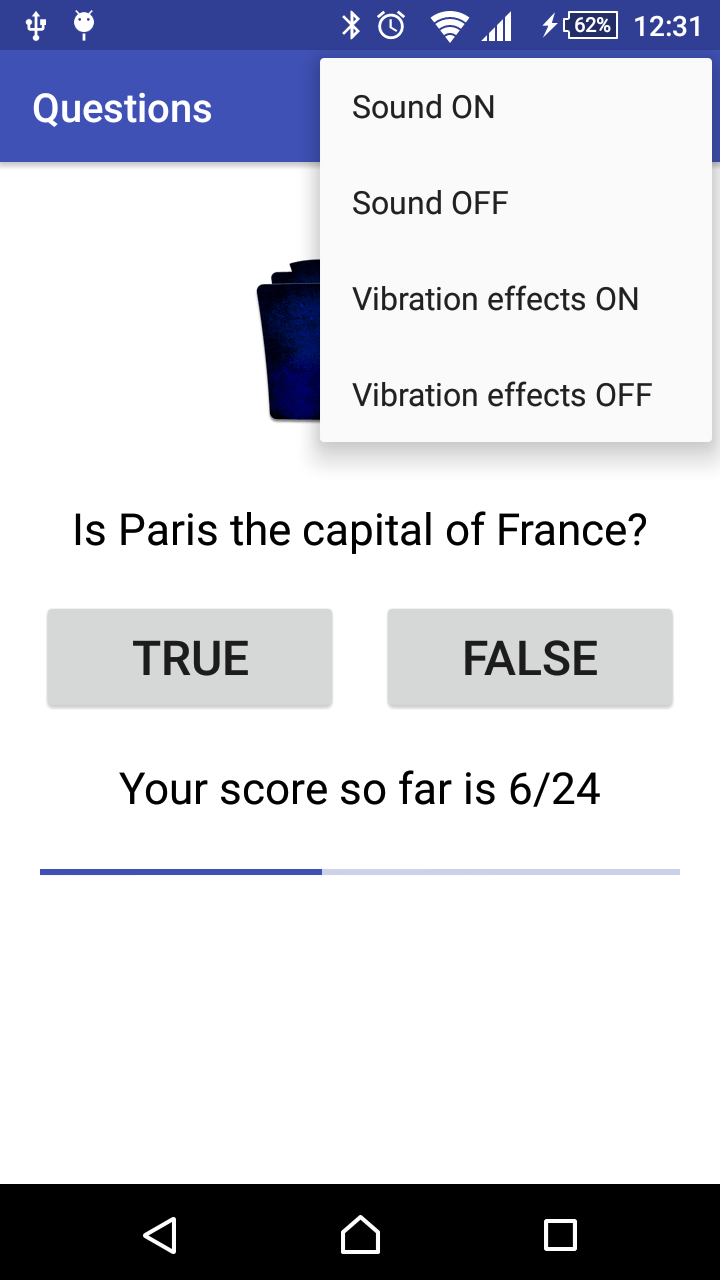 62% 12:31
Questions
Sound ON
Sound OFF
Vibration effects ON
Vibration effects OFF
Is Paris the capital of France?
TRUE FALSE
Your score so far is 6/24